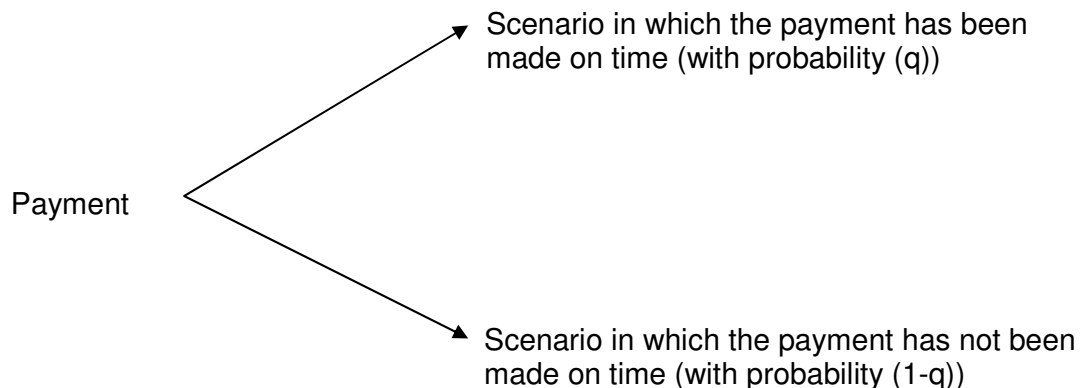 Scenario in which the payment has been
made on time (with probability (q))
Payment
Scenario in which the payment has not been
made on time (with probability (1-q))